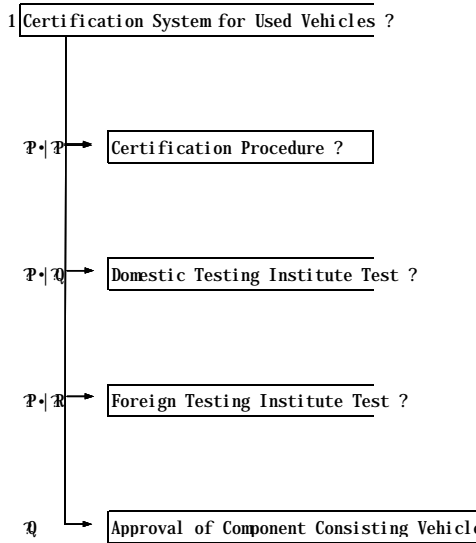 1 Certification System for Used Vehicles ?
Certification Procedure ?
Domestic Testing Institute Test ?
Foreign Testing Institute Test ?
Approval of Component Consisting Vehicle